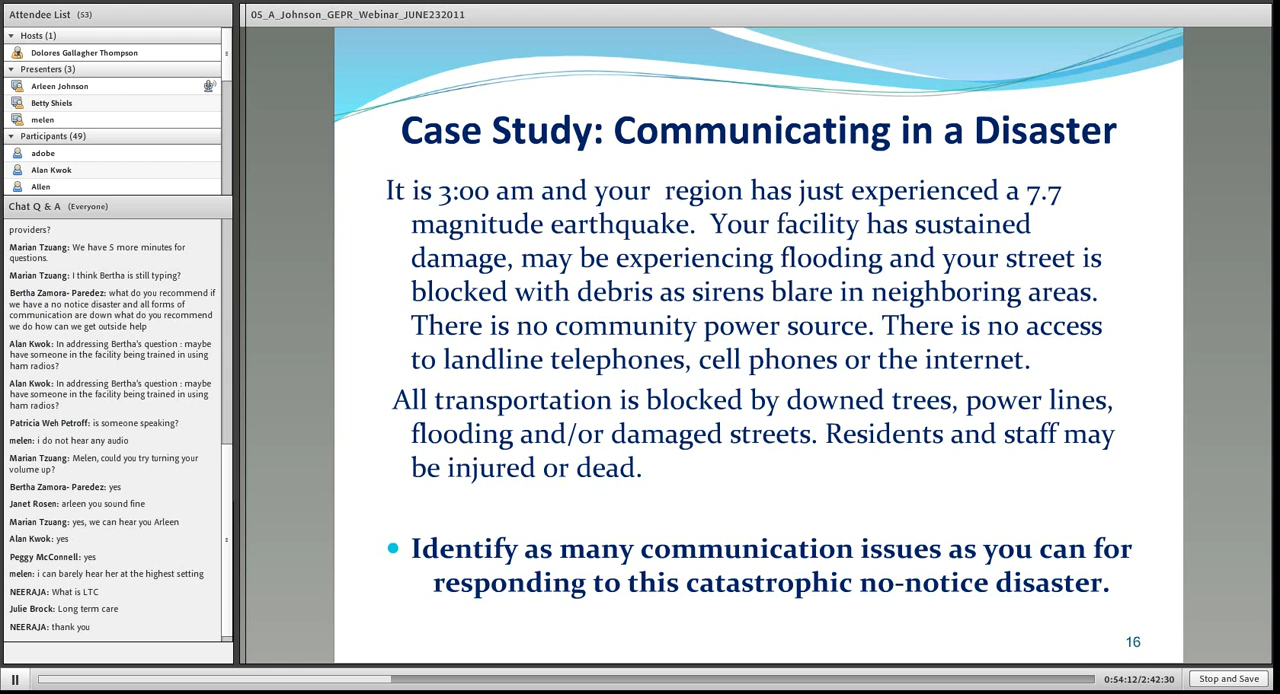 Attendee List (53)
Hosts (1)
Dolores Gallagher Thompson
Presenters (3)
Arleen Johnson
Betty Shiels
melen
Participants (49)
adobe
Alan Kwok
Allen
Chat Q & A (Everyone)
providers?
Marian Tzuang: We have 5 more minutes for
questions.
Marian Tzuang: I think Bertha is still typing?
Bertha Zamora- Paredez: what do you recommend if
we have a no notice disaster and all forms of
communication are down what do you recommend
we do how can we get outside help
Alan Kwok: In addressing Bertha's question : maybe
have someone in the facility being trained in using
ham radios?
Alan Kwok: In addressing Bertha's question : maybe
have someone in the facility being trained in using
ham radios?
Patricia Weh Petroff: is someone speaking?
melen: i do not hear any audio
Marian Tzuang: Melen, could you try turning your
volume up?
Bertha Zamora- Paredez: yes
Janet Rosen: arleen you sound fine
Marian Tzuang: yes, we can hear you Arleen
Alan Kwok: yes
Peggy McConnell: yes
melen: i can barely hear her at the highest setting
NEERAJA: What is LTC
Julie Brock: Long term care
NEERAJA: thank you
05_A_Johnson_GEPR_Webinar_JUNE232011
Case Study: Communicating in a Disaster
It is 3:00 am and your region has just experienced a 7.7
magnitude earthquake. Your facility has sustained
damage, may be experiencing flooding and your street is
blocked with debris as sirens blare in neighboring areas.
There is no community power source. There is no access
to landline telephones, cell phones or the internet.
All transportation is blocked by downed trees, power lines,
flooding and/or damaged streets. Residents and staff may
be injured or dead.
• Identify as many communication issues as you can for
responding to this catastrophic no-notice disaster.
16
0:54:12/2:42:30
Stop and Save